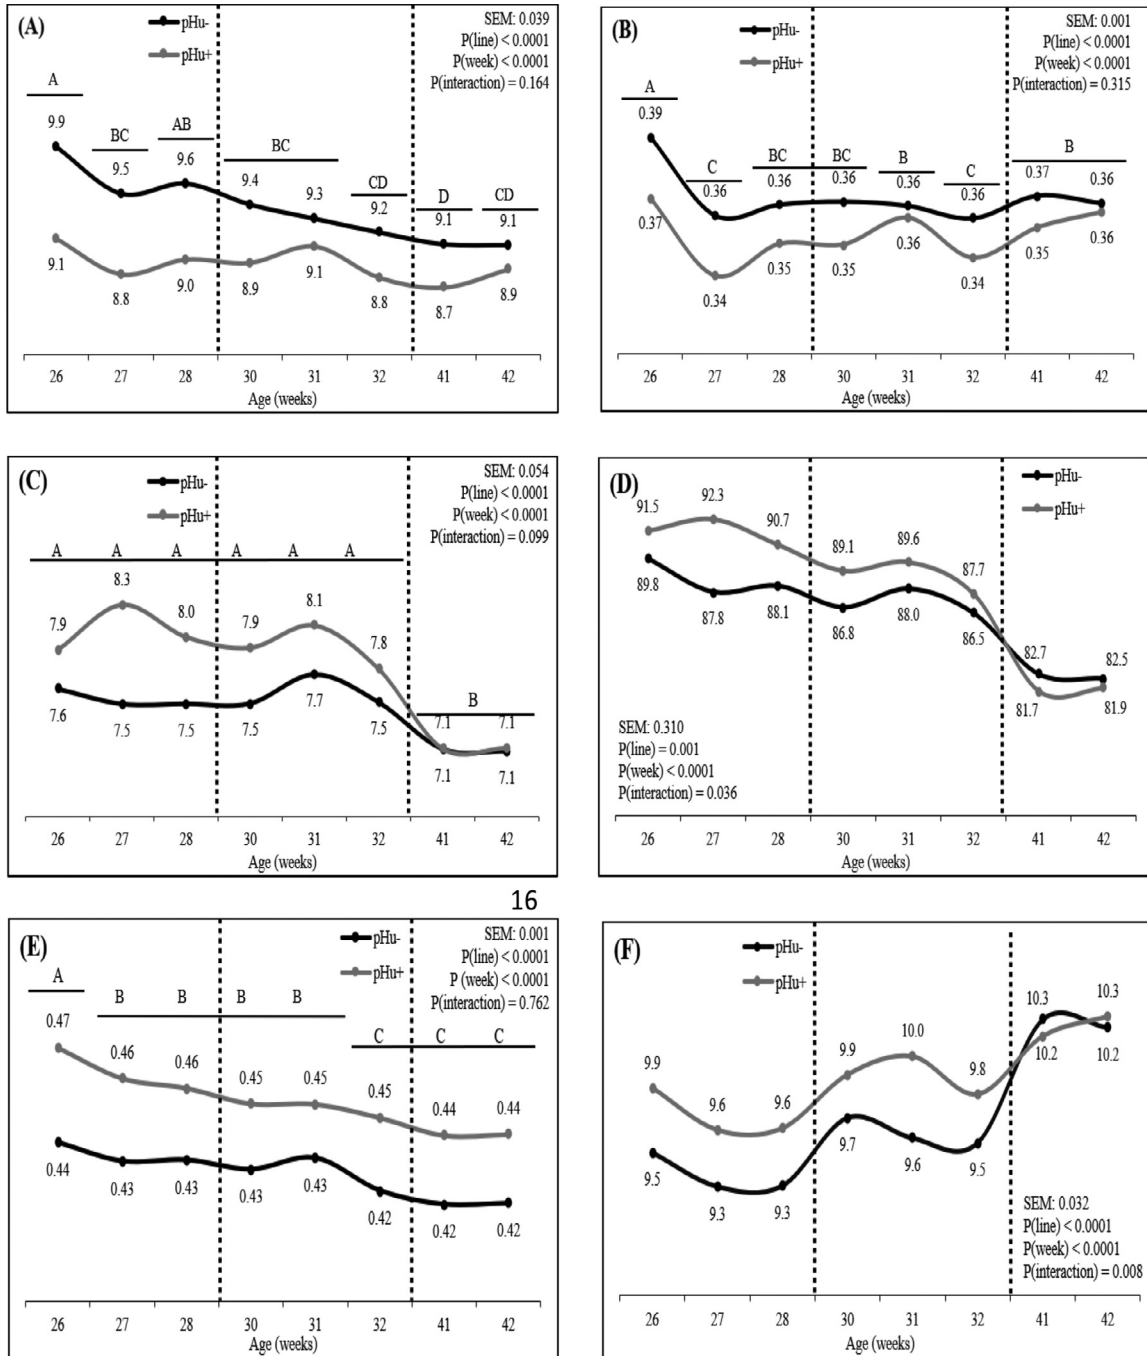 (A)
pHu-
pHu+
SEM: 0.039
P(line) < 0.0001
P(week) < 0.0001
P(interaction) = 0.164
A
BC
AB
BC
CD
D
CD
9.9
9.5
9.6
9.4
9.3
9.2
9.1
9.1
9.1
8.8
9.0
8.9
9.1
8.8
8.7
8.9
26 27 28 30 31 32 41 42
Age (weeks)
(B)
pHu-
pHu+
SEM: 0.001
P(line) < 0.0001
P(week) < 0.0001
P(interaction) = 0.315
A
C
BC
BC
B
C
B
0.39
0.36
0.36
0.36
0.36
0.36
0.37
0.36
0.37
0.34
0.35
0.35
0.36
0.34
0.35
0.36
26 27 28 30 31 32 41 42
Age (weeks)
(C)
pHu-
pHu+
SEM: 0.054
P(line) < 0.0001
P(week) < 0.0001
P(interaction) = 0.099
A A A A A A
B
7.9
8.3
8.0
7.9
8.1
7.8
7.1
7.1
7.6
7.5
7.5
7.5
7.7
7.5
7.1
7.1
26 27 28 30 31 32 41 42
Age (weeks)
(D)
pHu-
pHu+
91.5
92.3
90.7
89.1
89.6
87.7
82.7
82.5
89.8
87.8
88.1
86.8
88.0
86.5
81.7
81.9
SEM: 0.310
P(line) = 0.001
P(week) < 0.0001
P(interaction) = 0.036
26 27 28 30 31 32 41 42
Age (weeks)
16
(E)
pHu-
pHu+
SEM: 0.001
P(line) < 0.0001
P (week) < 0.0001
P(interaction) = 0.762
A
B B B B
C C C
0.47
0.46
0.46
0.45
0.45
0.45
0.44
0.44
0.44
0.43
0.43
0.43
0.43
0.42
0.42
0.42
26 27 28 30 31 32 41 42
Age (weeks)
(F)
pHu-
pHu+
9.9
9.6
9.6
9.9
10.0
9.8
10.3
10.3
9.5
9.3
9.3
9.7
9.6
9.5
10.2
10.2
SEM: 0.032
P(line) < 0.0001
P(week) < 0.0001
P(interaction) = 0.008
26 27 28 30 31 32 41 42
Age (weeks)